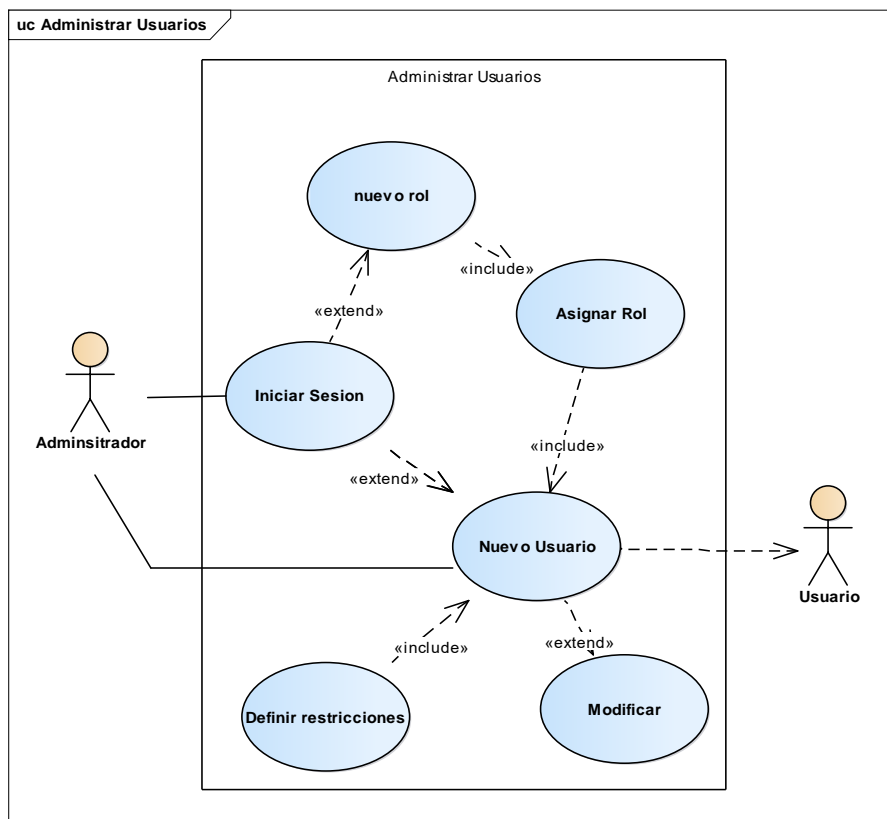 uc Administrar Usuarios
Administrar Usuarios
nuevo rol
«include»
Asignar Rol
«extend»
Iniciar Sesion
Adminsitrador
«include»
«extend»
Nuevo Usuario
Usuario
«include»
«extend»
Definir restricciones
Modificar